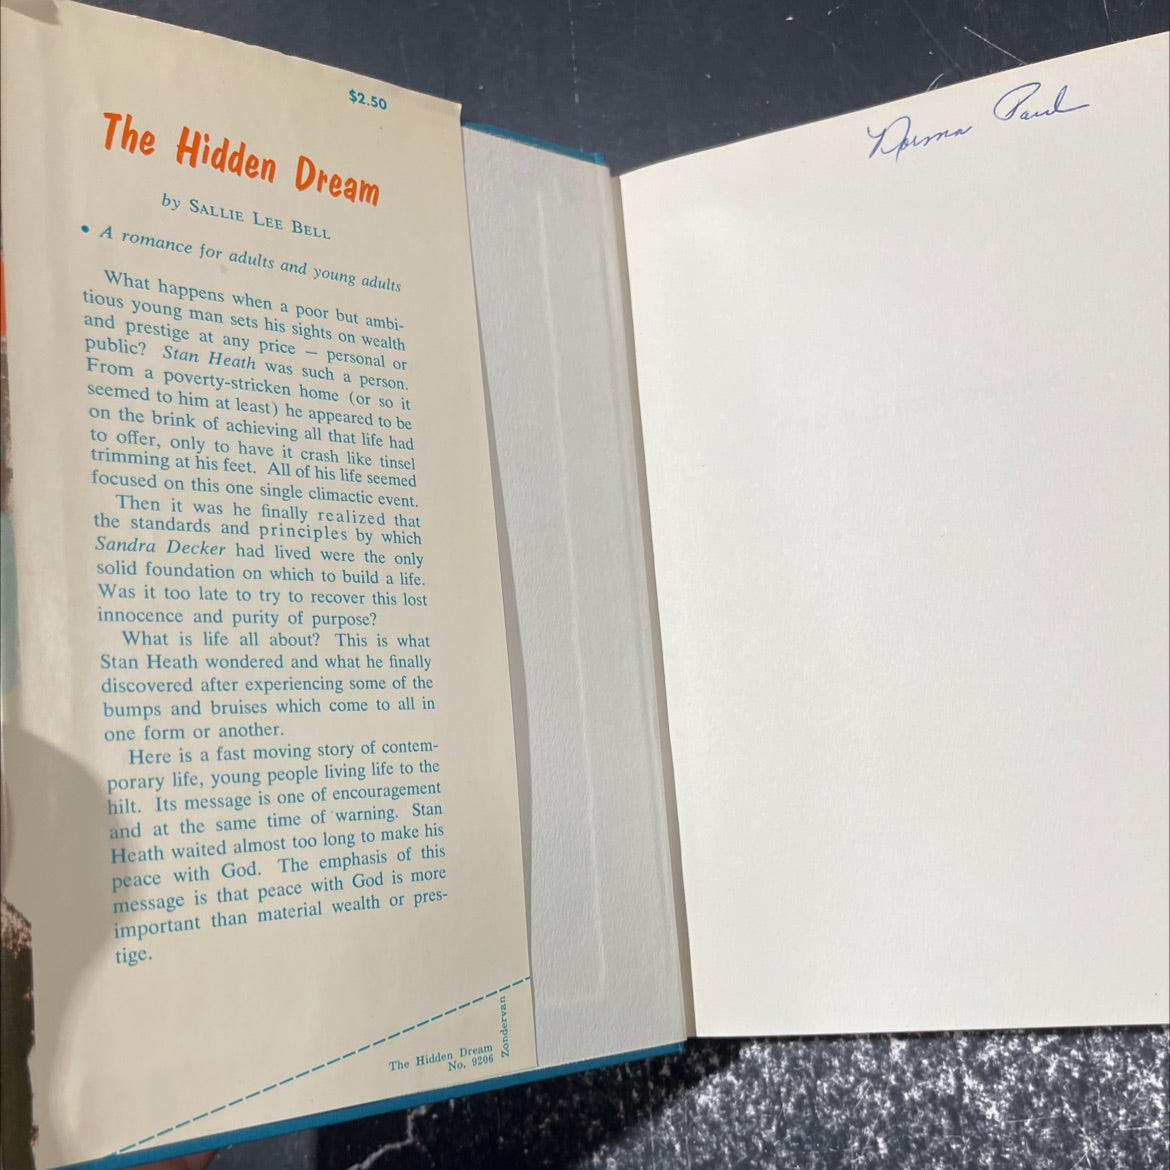 $2.50
The Hidden Dream
by SALLIE LEE BELL
• A romance for adults and young adults
What happens when a poor but ambi-
tious young man sets his sights on wealth
and prestige at any price — personal or
public? Stan Heath was such a person.
From a poverty-stricken home (or so it
seemed to him at least) he appeared to be
on the brink of achieving all that life had
to offer, only to have it crash like tinsel
trimming at his feet. All of his life seemed
focused on this one single climactic event.
Then it was he finally realized that
the standards and principles by which
Sandra Decker had lived were the only
solid foundation on which to build a life.
Was it too late to try to recover this lost
innocence and purity of purpose?
What is life all about? This is what
Stan Heath wondered and what he finally
discovered after experiencing some of the
bumps and bruises which come to all in
one form or another.
Here is a fast moving story of contem-
porary life, young people living life to the
hilt. Its message is one of encouragement
and at the same time of warning. Stan
Heath waited almost too long to make his
peace with God. The emphasis of this
message is that peace with God is more
important than material wealth or pres-
tige.
The Hidden Dream
No. 9206
Zondervan
Norma Paul